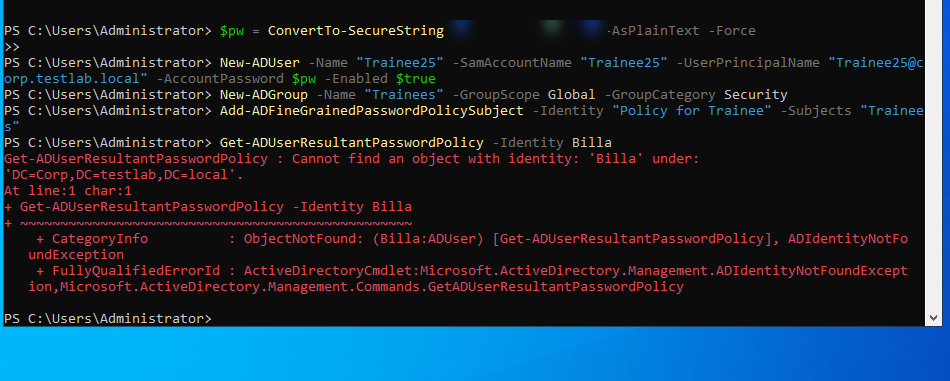 PS C:\Users\Administrator> $pw = ConvertTo-SecureString -AsPlainText -Force
>>
PS C:\Users\Administrator> New-ADUser -Name "Trainee25" -SamAccountName "Trainee25" -UserPrincipalName "Trainee25@c
orp.testlab.local" -AccountPassword $pw -Enabled $true
PS C:\Users\Administrator> New-ADGroup -Name "Trainees" -GroupScope Global -GroupCategory Security
PS C:\Users\Administrator> Add-ADFineGrainedPasswordPolicySubject -Identity "Policy for Trainee" -Subjects "Trainee
s"
PS C:\Users\Administrator> Get-ADUserResultantPasswordPolicy -Identity Billa
Get-ADUserResultantPasswordPolicy : Cannot find an object with identity: 'Billa' under:
'DC=Corp,DC=testlab,DC=local'.
At line:1 char:1
+ Get-ADUserResultantPasswordPolicy -Identity Billa
+ ~~~~~~~~~~~~~~~~~~~~~~~~~~~~~~~~~~~~~~~~~~~~~~~~~
+ CategoryInfo : ObjectNotFound: (Billa:ADUser) [Get-ADUserResultantPasswordPolicy], ADIdentityNotFo
undException
+ FullyQualifiedErrorId : ActiveDirectoryCmdlet:Microsoft.ActiveDirectory.Management.ADIdentityNotFoundExcept
ion,Microsoft.ActiveDirectory.Management.Commands.GetADUserResultantPasswordPolicy
PS C:\Users\Administrator>